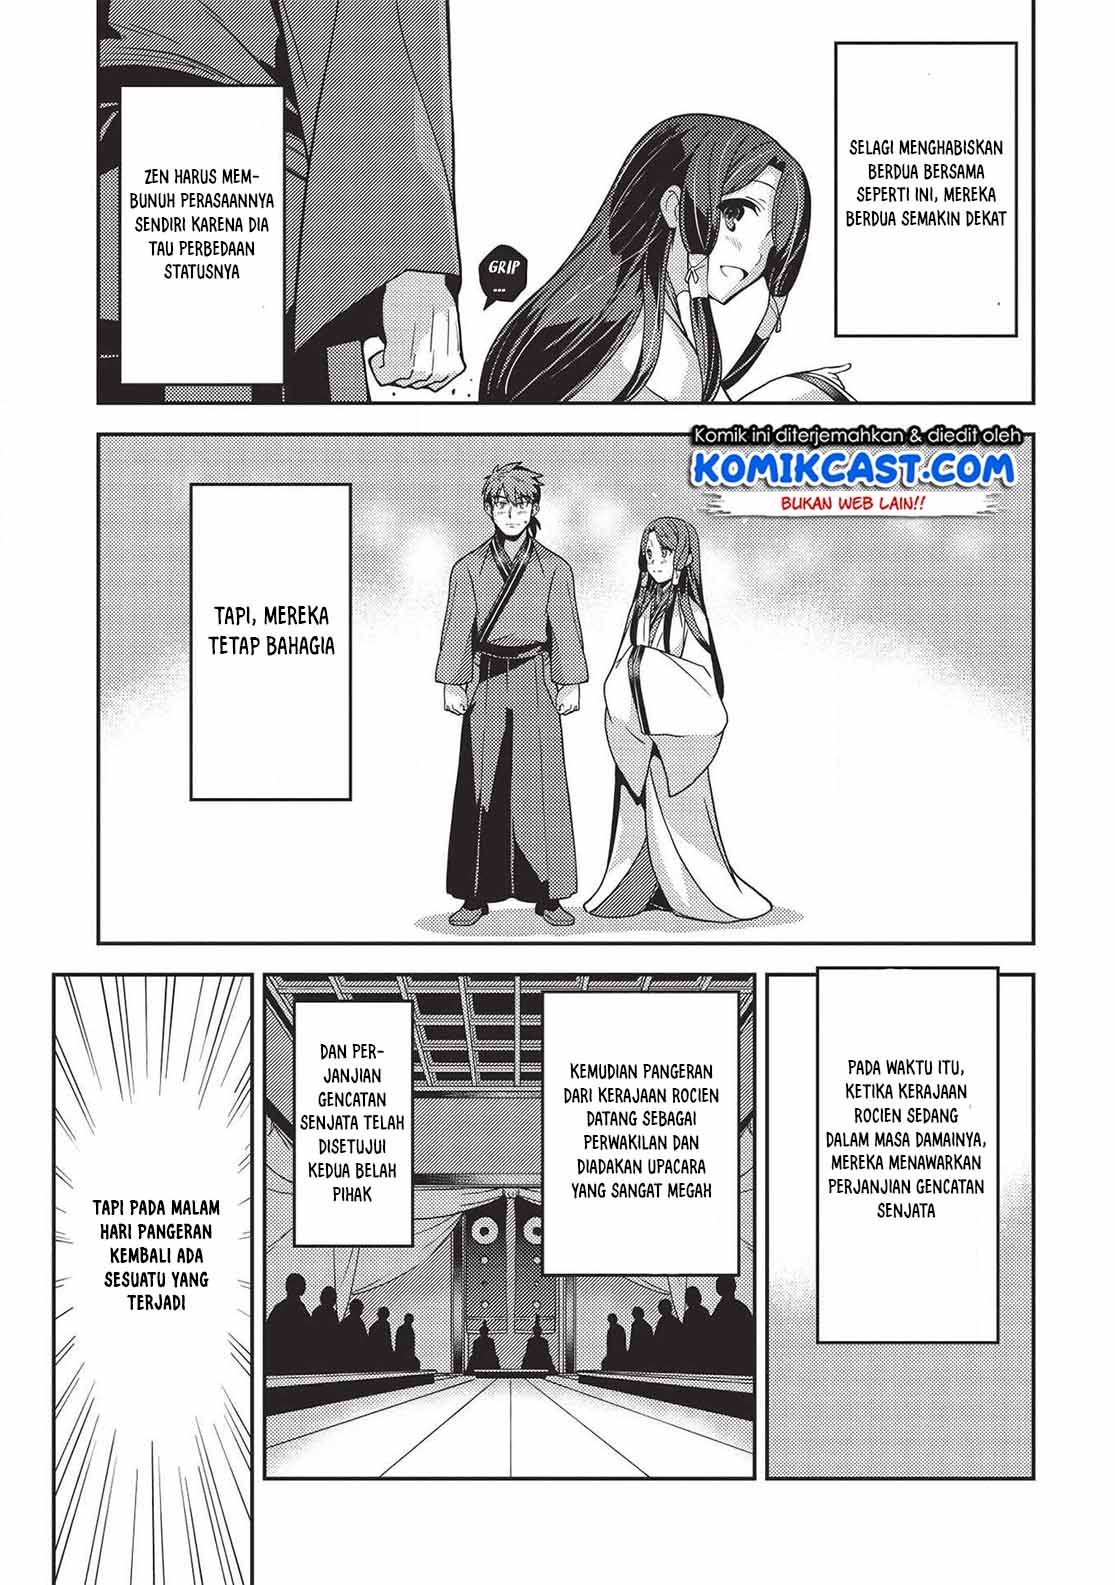 SELAGI MENGHABISKAN
BERDUA BERSAMA
SEPERTI INI, MEREKA
BERDUA SEMAKIN DEKAT
GRIP
...
ZEN HARUS MEM-
BUNUH PERASAANNYA
SENDIRI KARENA DIA
TAU PERBEDAAN
STATUSNYA
Komik ini diterjemahkan & diedit oleh
KOMIKCAST.COM
BUKAN WEB LAIN!!
TAPI, MEREKA
TETAP BAHAGIA
PADA WAKTU ITU,
KETIKA KERAJAAN
ROCIEN SEDANG
DALAM MASA DAMAINYA,
MEREKA MENAWARKAN
PERJANJIAN GENCATAN
SENJATA
KEMUDIAN PANGERAN
DARI KERAJAAN ROCIEN
DATANG SEBAGAI
PERWAKILAN DAN
DIADAKAN UPACARA
YANG SANGAT MEGAH
DAN PER-
JANJIAN
GENCATAN
SENJATA TELAH
DISETUJUI
KEDUA BELAH
PIHAK
TAPI PADA MALAM
HARI PANGERAN
KEMBALI ADA
SESUATU YANG
TERJADI